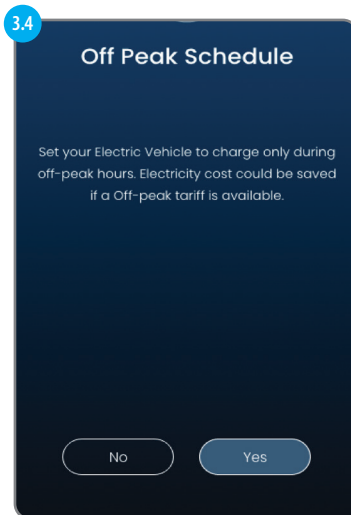 3.4
Off Peak Schedule
Set your Electric Vehicle to charge only during
off-peak hours. Electricity cost could be saved
if a Off-peak tariff is available.
No
Yes